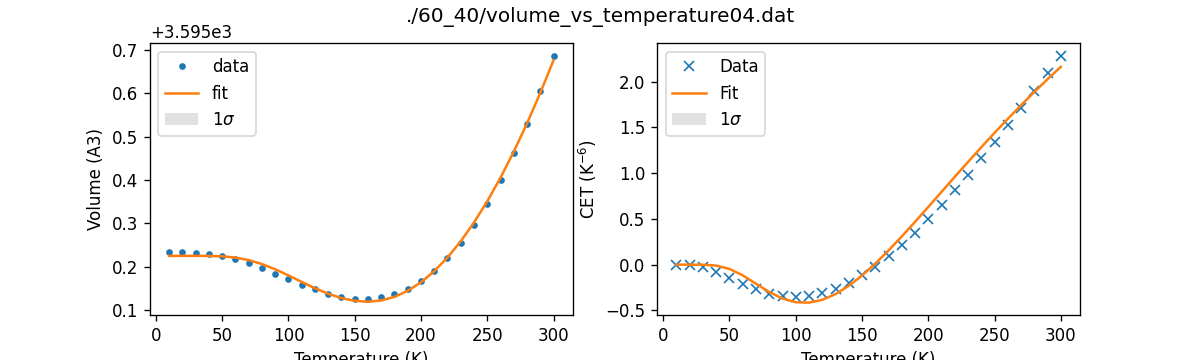 ./60_40/volume_vs_temperature04.dat
+3.595e3
0.7
0.6
0.5
0.4
0.3
0.2
0.1
Volume (A3)
data
fit
1σ
0 50 100 150 200 250 300
Temperature (K)
2.0
1.5
1.0
0.5
0.0
−0.5
CET (K⁻⁶)
Data
Fit
1σ
0 50 100 150 200 250 300
Temperature (K)